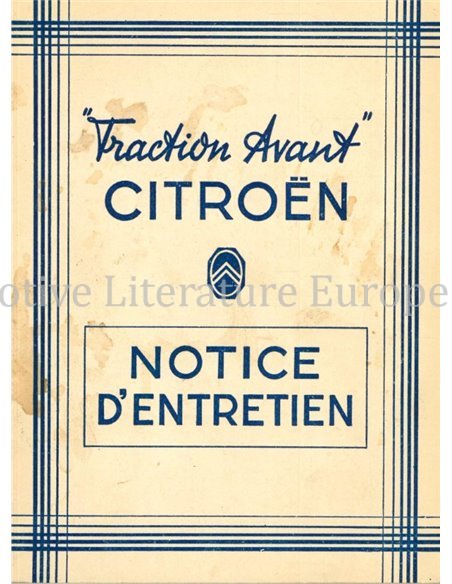 "Traction Avant"
CITROËN
otive Literature Europe
NOTICE
D'ENTRETIEN